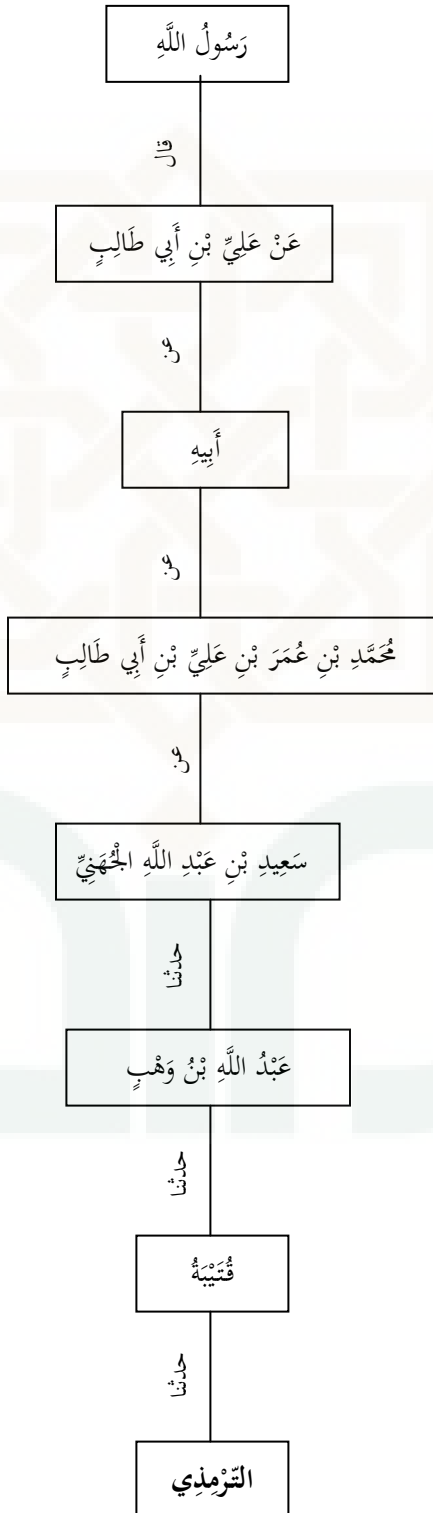 رَسُولُ اللَّهِ
قال
عَنْ عَلِيِّ بْنِ أَبِي طَالِبٍ
عن
أَبِيهِ
عن
مُحَمَّدِ بْنِ عُمَرَ بْنِ عَلِيِّ بْنِ أَبِي طَالِبٍ
عن
سَعِيدِ بْنِ عَبْدِ اللَّهِ الْجُهَنِيِّ
حدثنا
عَبْدُ اللَّهِ بْنُ وَهْبٍ
حدثنا
قُتَيْبَةُ
حدثنا
التّرْمِذِي